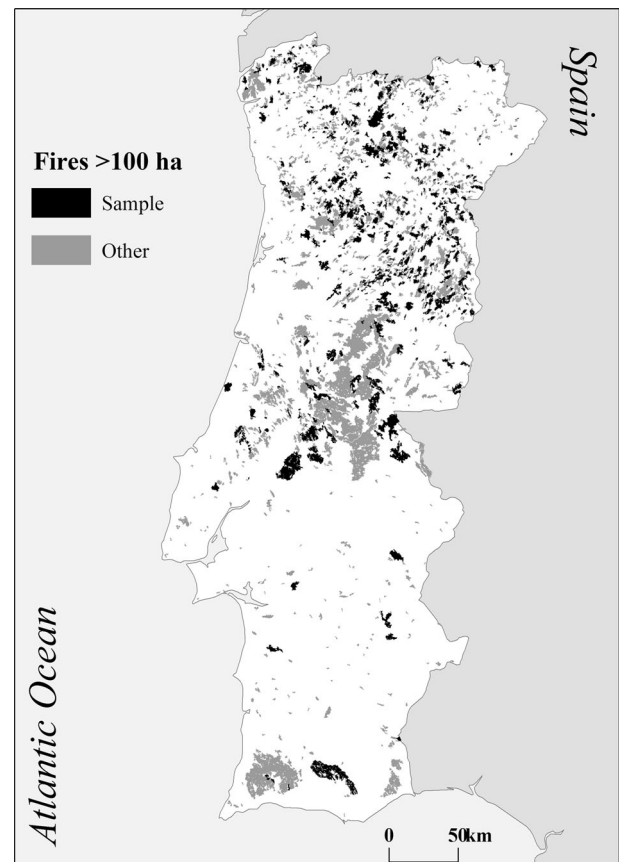 Spain
Fires >100 ha
Sample
Other
Atlantic Ocean
0 50km